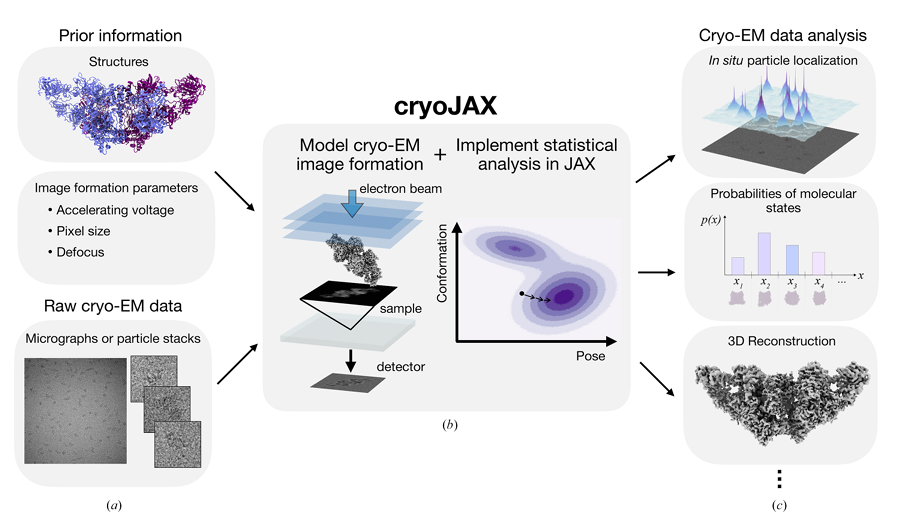 Prior information
Structures
Image formation parameters
• Accelerating voltage
• Pixel size
• Defocus
Raw cryo-EM data
Micrographs or particle stacks
(a)
cryoJAX
Model cryo-EM
image formation
+
Implement statistical
analysis in JAX
electron beam
sample
detector
Conformation
Pose
(b)
Cryo-EM data analysis
In situ particle localization
Probabilities of molecular
states
p(x)
x1 x2 x3 x4 ... x
3D Reconstruction
(c)